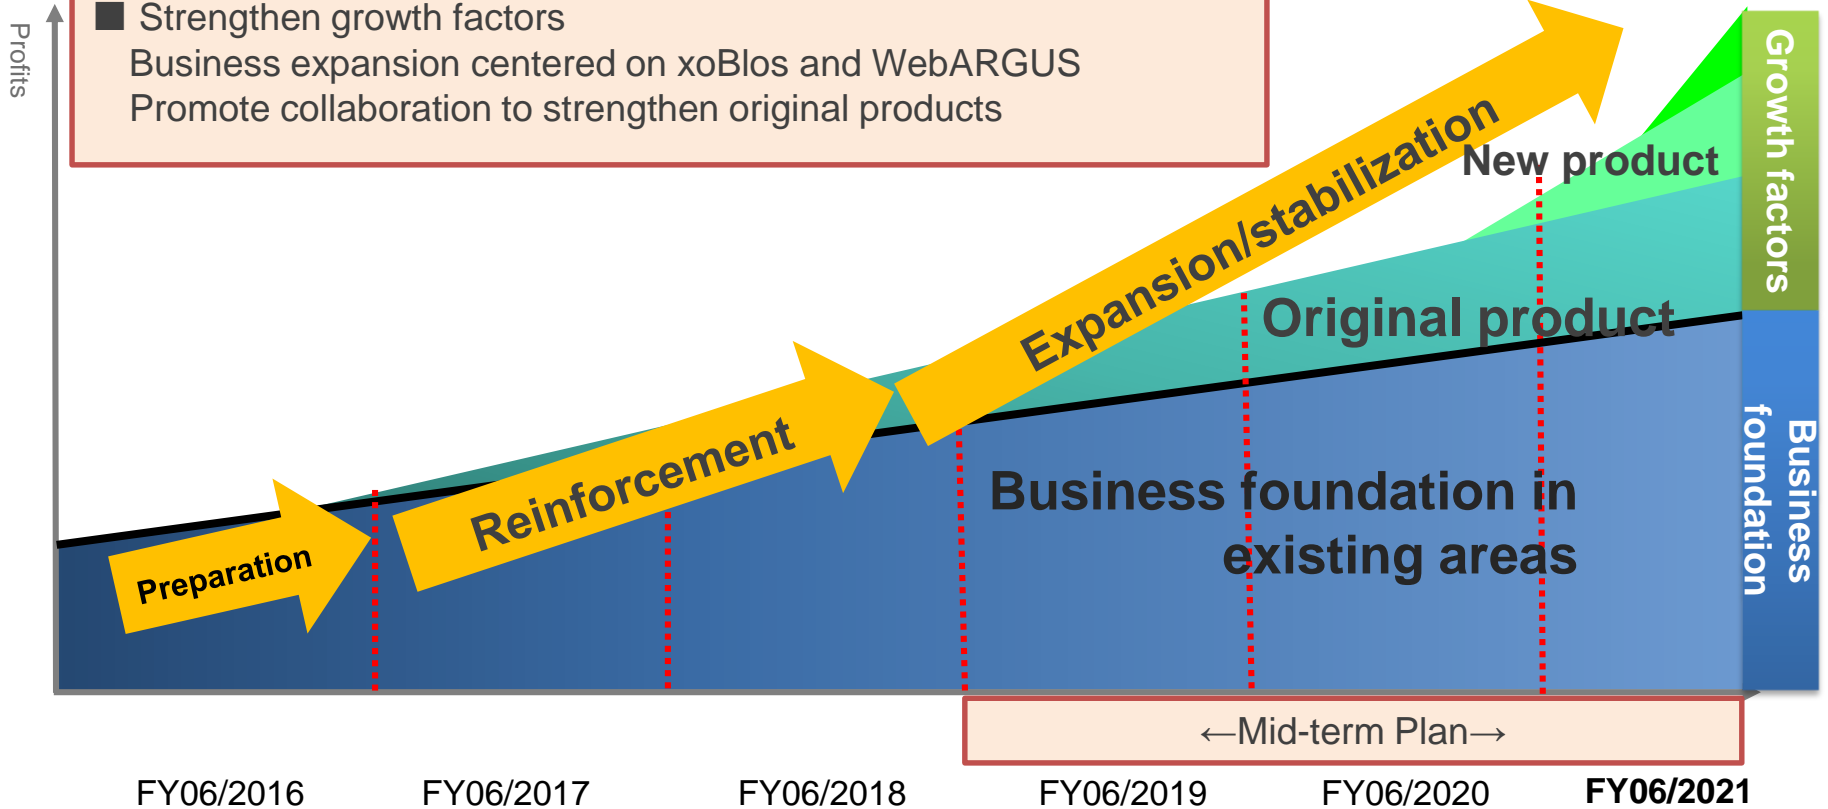 Profits
■ Strengthen growth factors
Business expansion centered on xoBlos and WebARGUS
Promote collaboration to strengthen original products
Preparation
Reinforcement
Expansion/stabilization
New product
Original product
Business foundation in
existing areas
Growth factors
Business
foundation
←Mid-term Plan→
FY06/2016
FY06/2017
FY06/2018
FY06/2019
FY06/2020
FY06/2021